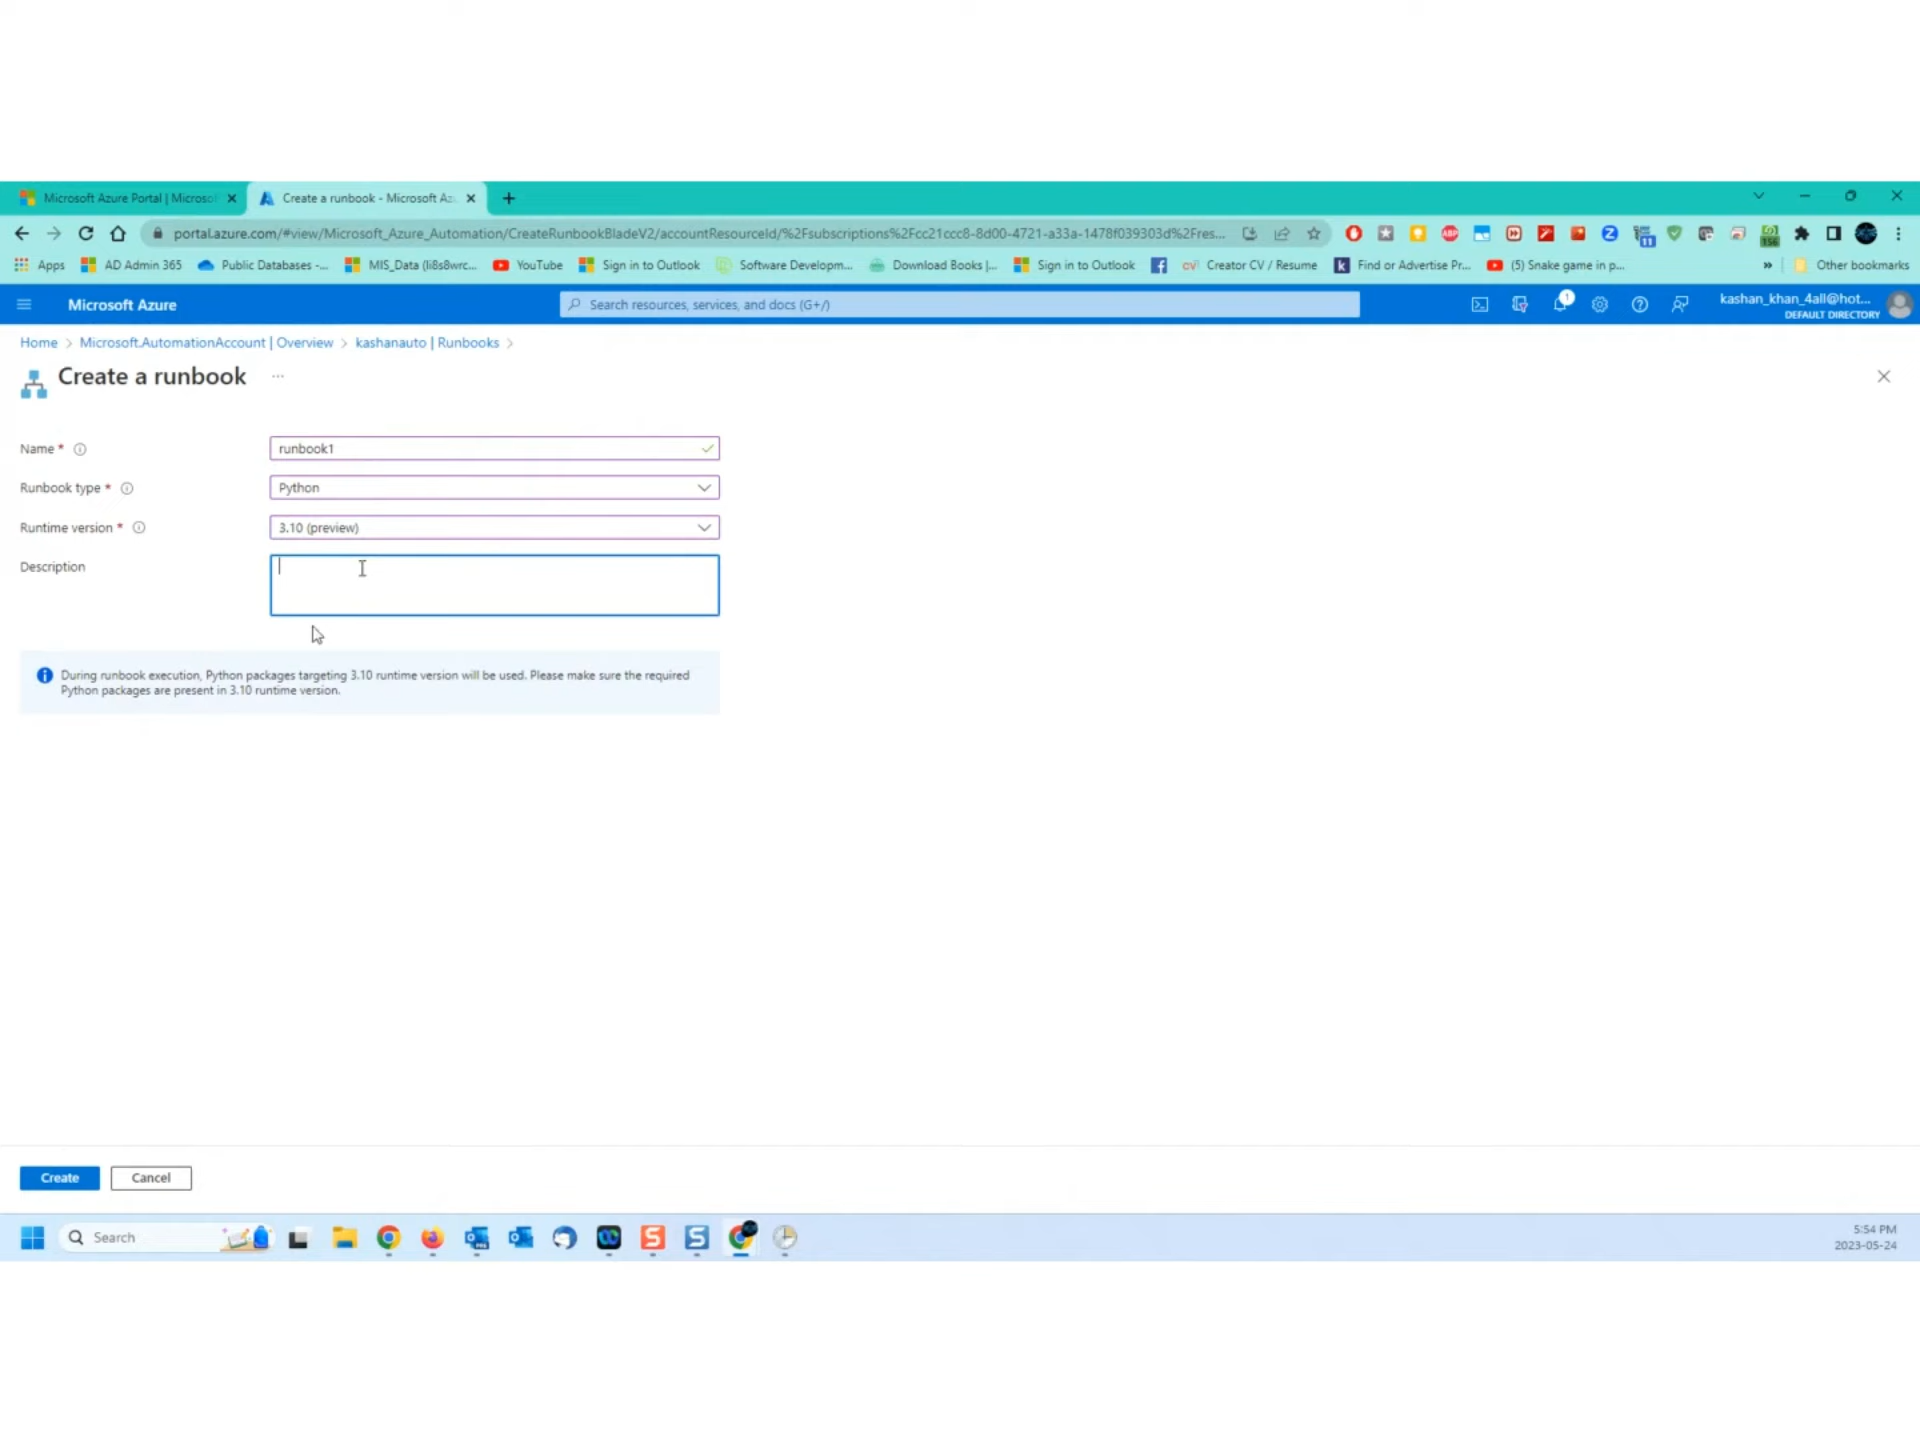 Microsoft Azure Portal | Microsof
Create a runbook - Microsoft Az
portal.azure.com/#view/Microsoft_Azure_Automation/CreateRunbookBladeV2/accountResourceId/%2Fsubscriptions%2Fcc21ccc8-8d00-4721-a33a-1478f039303d%2Fres...
ABP
11
156
Apps
AD Admin 365
Public Databases -...
MIS_Data (li8s8wrc...
YouTube
Sign in to Outlook
Software Developm...
Download Books |...
Sign in to Outlook
Creator CV / Resume
Find or Advertise Pr...
(5) Snake game in p...
»
Other bookmarks
Microsoft Azure
Search resources, services, and docs (G+/)
1
kashan_khan_4all@hot...
DEFAULT DIRECTORY
Home > Microsoft.AutomationAccount | Overview > kashanauto | Runbooks >
Create a runbook ...
Name *
runbook1
Runbook type *
Python
Runtime version *
3.10 (preview)
Description
During runbook execution, Python packages targeting 3.10 runtime version will be used. Please make sure the required
Python packages are present in 3.10 runtime version.
Create
Cancel
Search
5:54 PM
2023-05-24